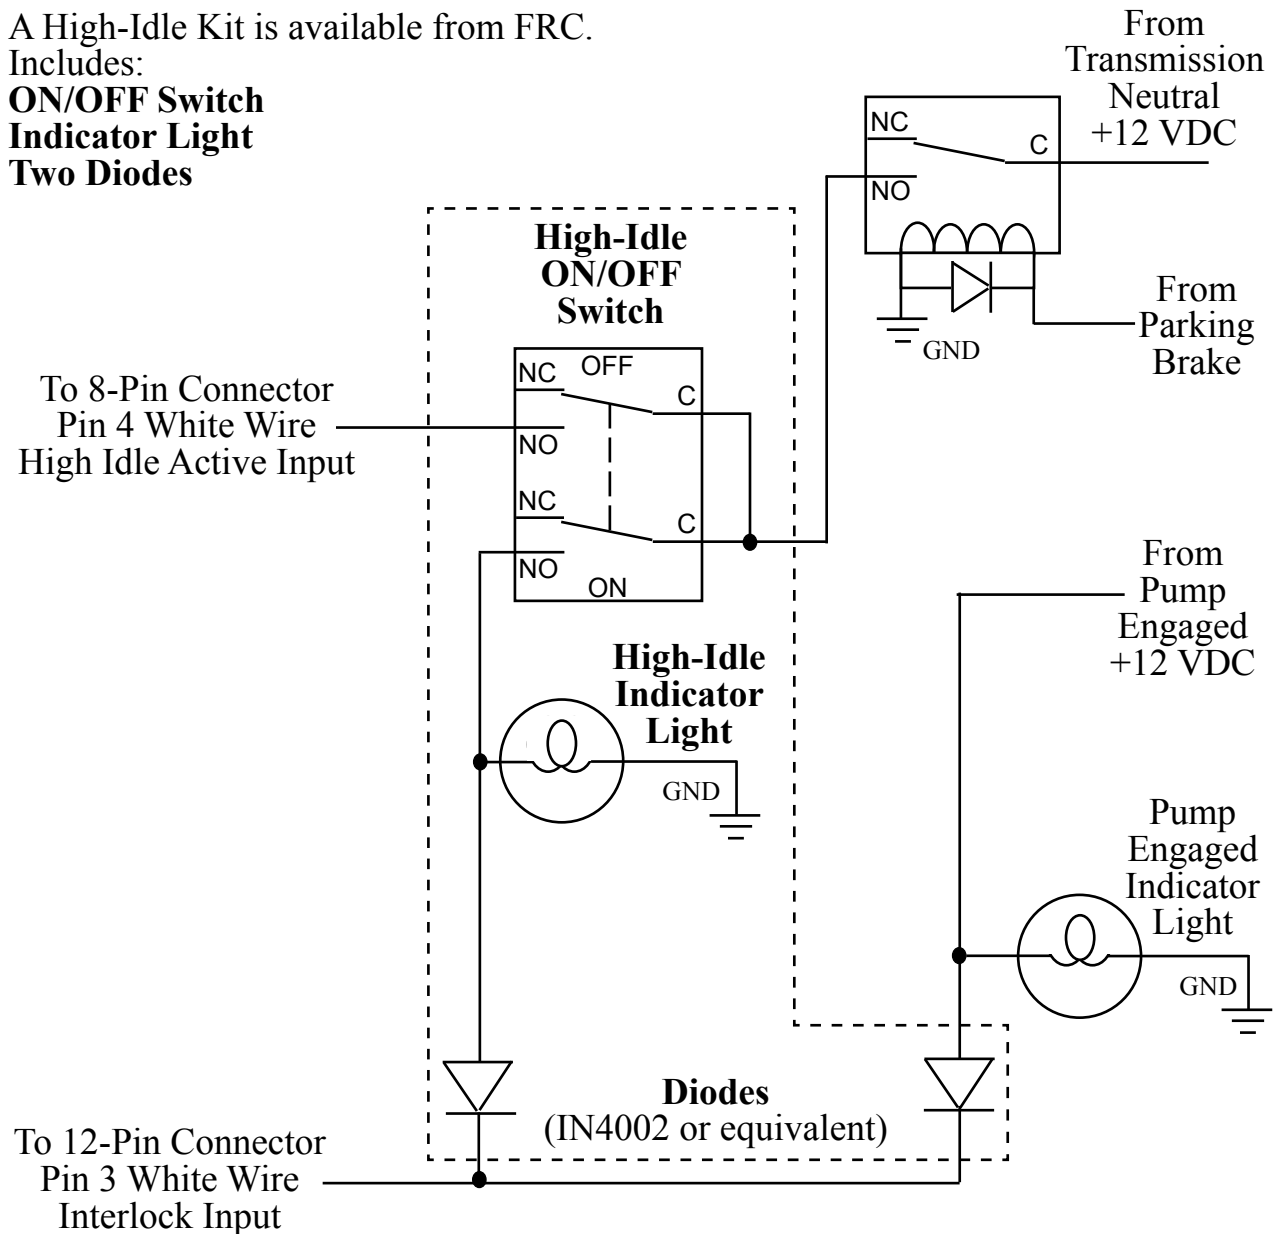 A High-Idle Kit is available from FRC.
Includes:
ON/OFF Switch
Indicator Light
Two Diodes
From
Transmission
Neutral
+12 VDC
NC
C
NO
GND
From
Parking
Brake
High-Idle
ON/OFF
Switch
OFF
NC
C
NO
NC
C
NO
ON
To 8-Pin Connector
Pin 4 White Wire
High Idle Active Input
From
Pump
Engaged
+12 VDC
High-Idle
Indicator
Light
GND
Pump
Engaged
Indicator
Light
GND
Diodes
(IN4002 or equivalent)
To 12-Pin Connector
Pin 3 White Wire
Interlock Input